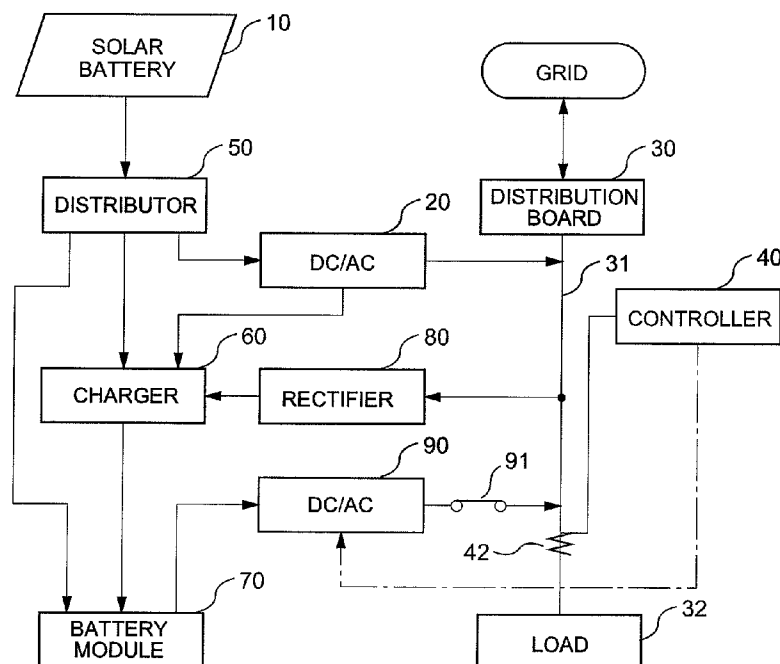 10
SOLAR
BATTERY
GRID
50
30
DISTRIBUTOR
20
DISTRIBUTION
BOARD
DC/AC
31
40
CONTROLLER
60
80
CHARGER
RECTIFIER
90
91
DC/AC
42
70
32
BATTERY
MODULE
LOAD